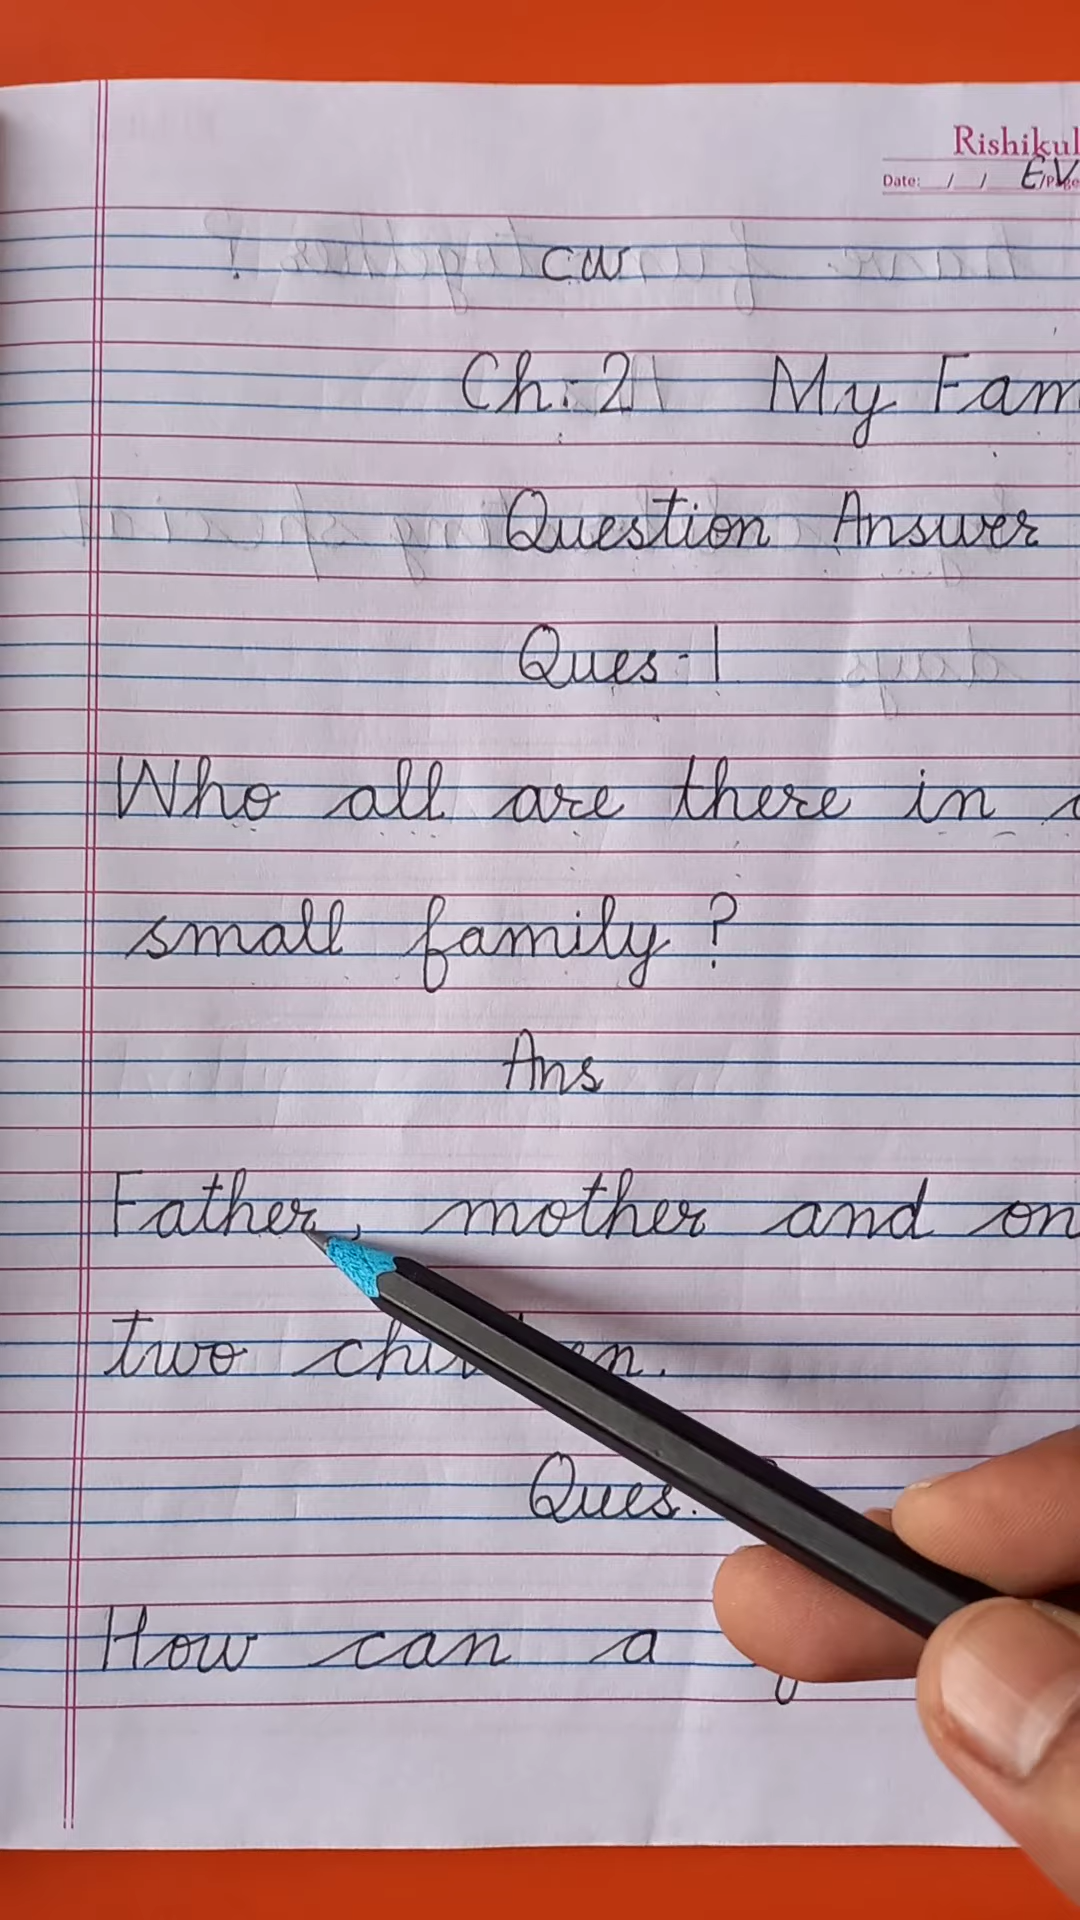 Rishikul
Date: / / E.V
cw
Ch:-2 My Fam
Question Answer
Ques-1
Who all are there in a
small family?
Ans
Father, mother and on
two children.
Ques.
How can a